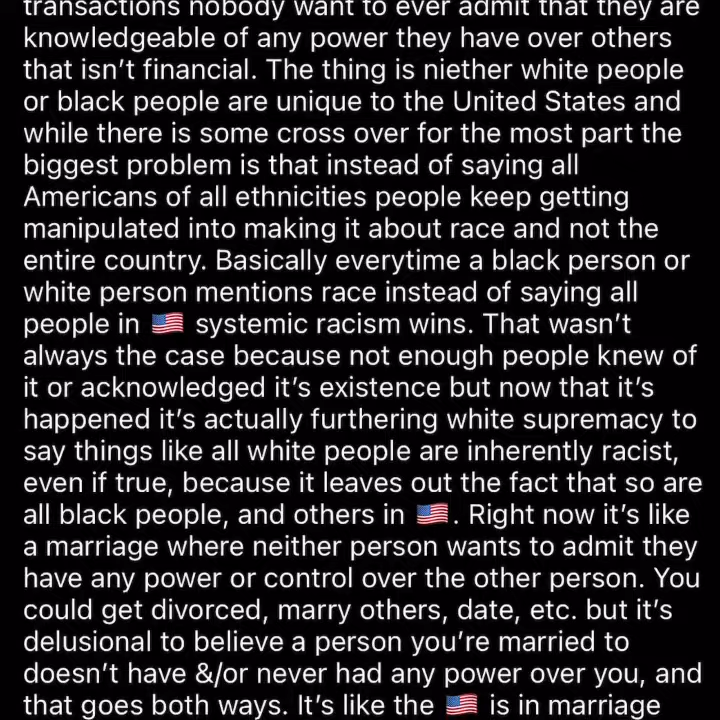 transactions nobody want to ever admit that they are
knowledgeable of any power they have over others
that isn't financial. The thing is niether white people
or black people are unique to the United States and
while there is some cross over for the most part the
biggest problem is that instead of saying all
Americans of all ethnicities people keep getting
manipulated into making it about race and not the
entire country. Basically everytime a black person or
white person mentions race instead of saying all
people in 🇺🇸 systemic racism wins. That wasn't
always the case because not enough people knew of
it or acknowledged it's existence but now that it's
happened it's actually furthering white supremacy to
say things like all white people are inherently racist,
even if true, because it leaves out the fact that so are
all black people, and others in 🇺🇸. Right now it's like
a marriage where neither person wants to admit they
have any power or control over the other person. You
could get divorced, marry others, date, etc. but it's
delusional to believe a person you're married to
doesn't have &/or never had any power over you, and
that goes both ways. It's like the 🇺🇸 is in marriage